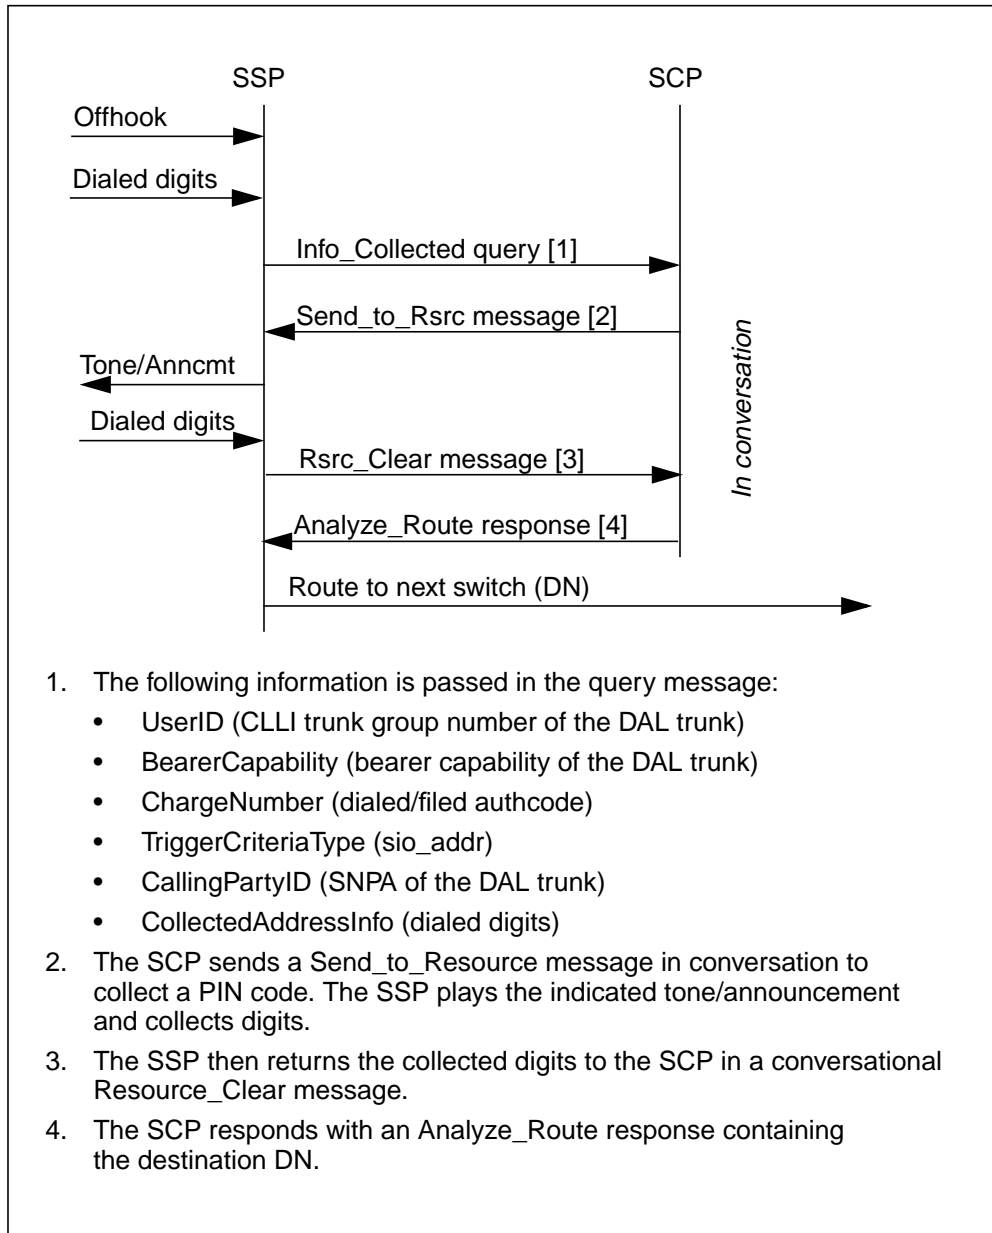 SSP
SCP
Offhook
Dialed digits
Info_Collected query [1]
Send_to_Rsrc message [2]
Tone/Anncmt
Dialed digits
In conversation
Rsrc_Clear message [3]
Analyze_Route response [4]
Route to next switch (DN)
1. The following information is passed in the query message:
• UserID (CLLI trunk group number of the DAL trunk)
• BearerCapability (bearer capability of the DAL trunk)
• ChargeNumber (dialed/filed authcode)
• TriggerCriteriaType (sio_addr)
• CallingPartyID (SNPA of the DAL trunk)
• CollectedAddressInfo (dialed digits)
2. The SCP sends a Send_to_Resource message in conversation to
collect a PIN code. The SSP plays the indicated tone/announcement
and collects digits.
3. The SSP then returns the collected digits to the SCP in a conversational
Resource_Clear message.
4. The SCP responds with an Analyze_Route response containing
the destination DN.